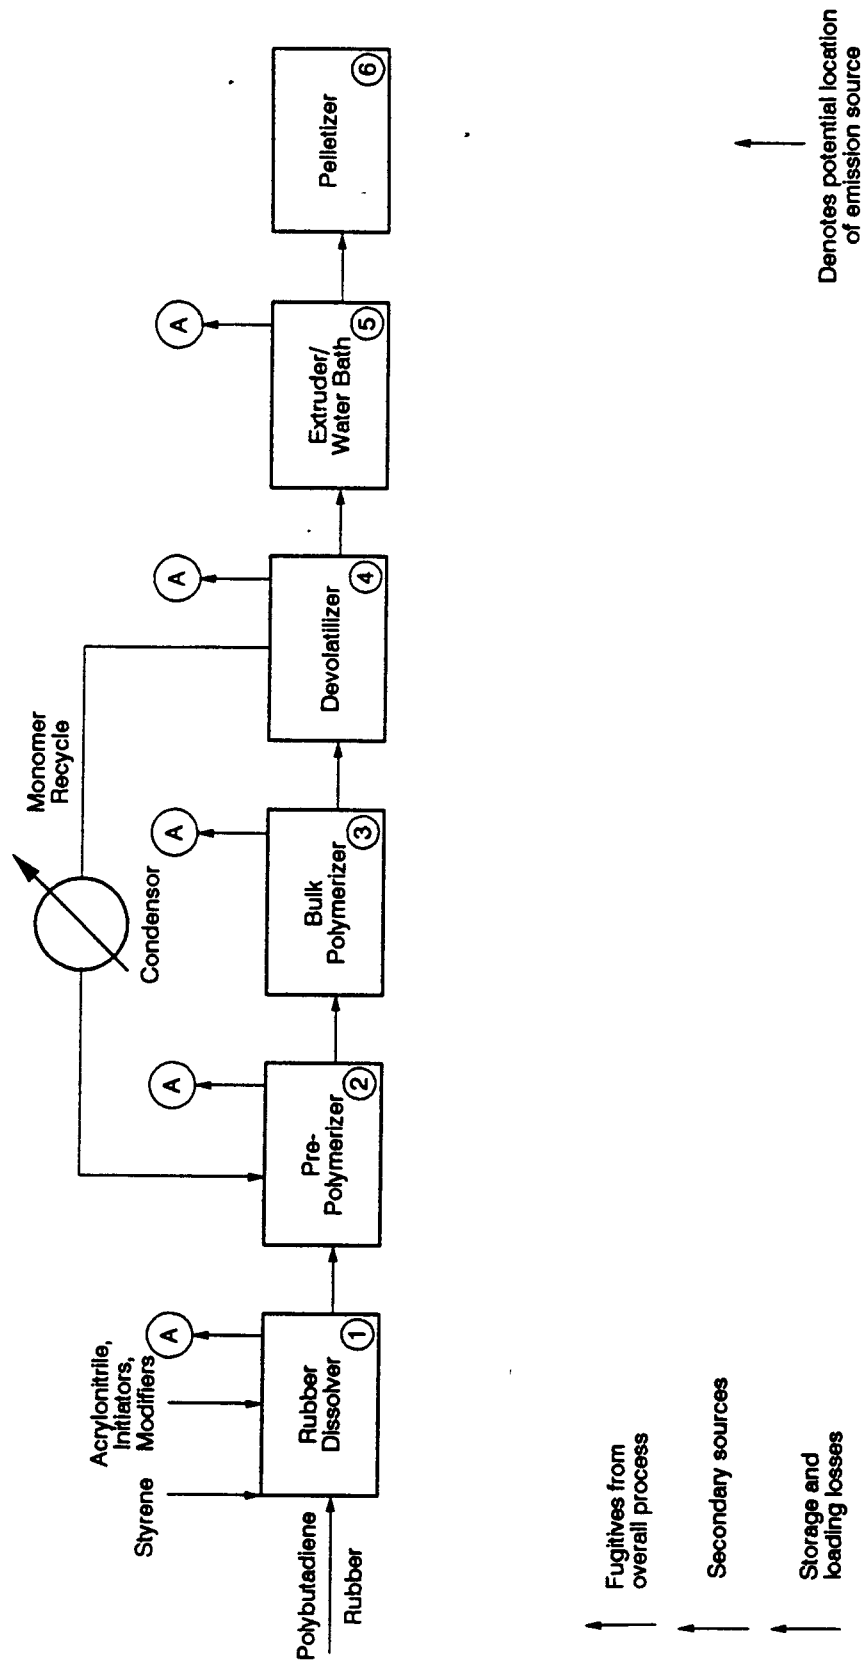 Monomer
Recycle
Condensor
Acrylonitrile,
Initiators,
Modifiers
Styrene
Polybutadiene
Rubber
A
A
A
A
A
Rubber
Dissolver
1
Pre-
Polymerizer
2
Bulk
Polymerizer
3
Devolatilizer
4
Extruder/
Water Bath
5
Pelletizer
6
Fugitives from
overall process
Secondary sources
Storage and
loading losses
Denotes potential location
of emission source